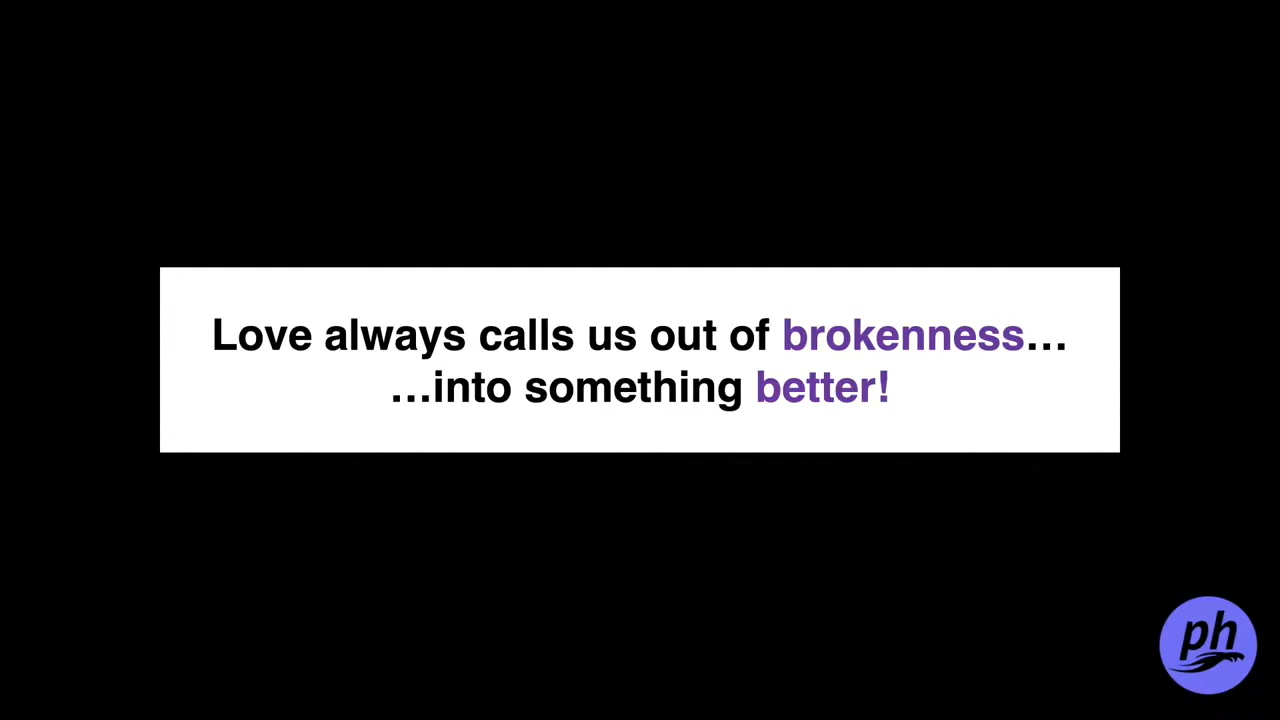 Love always calls us out of brokenness…
…into something better!
ph